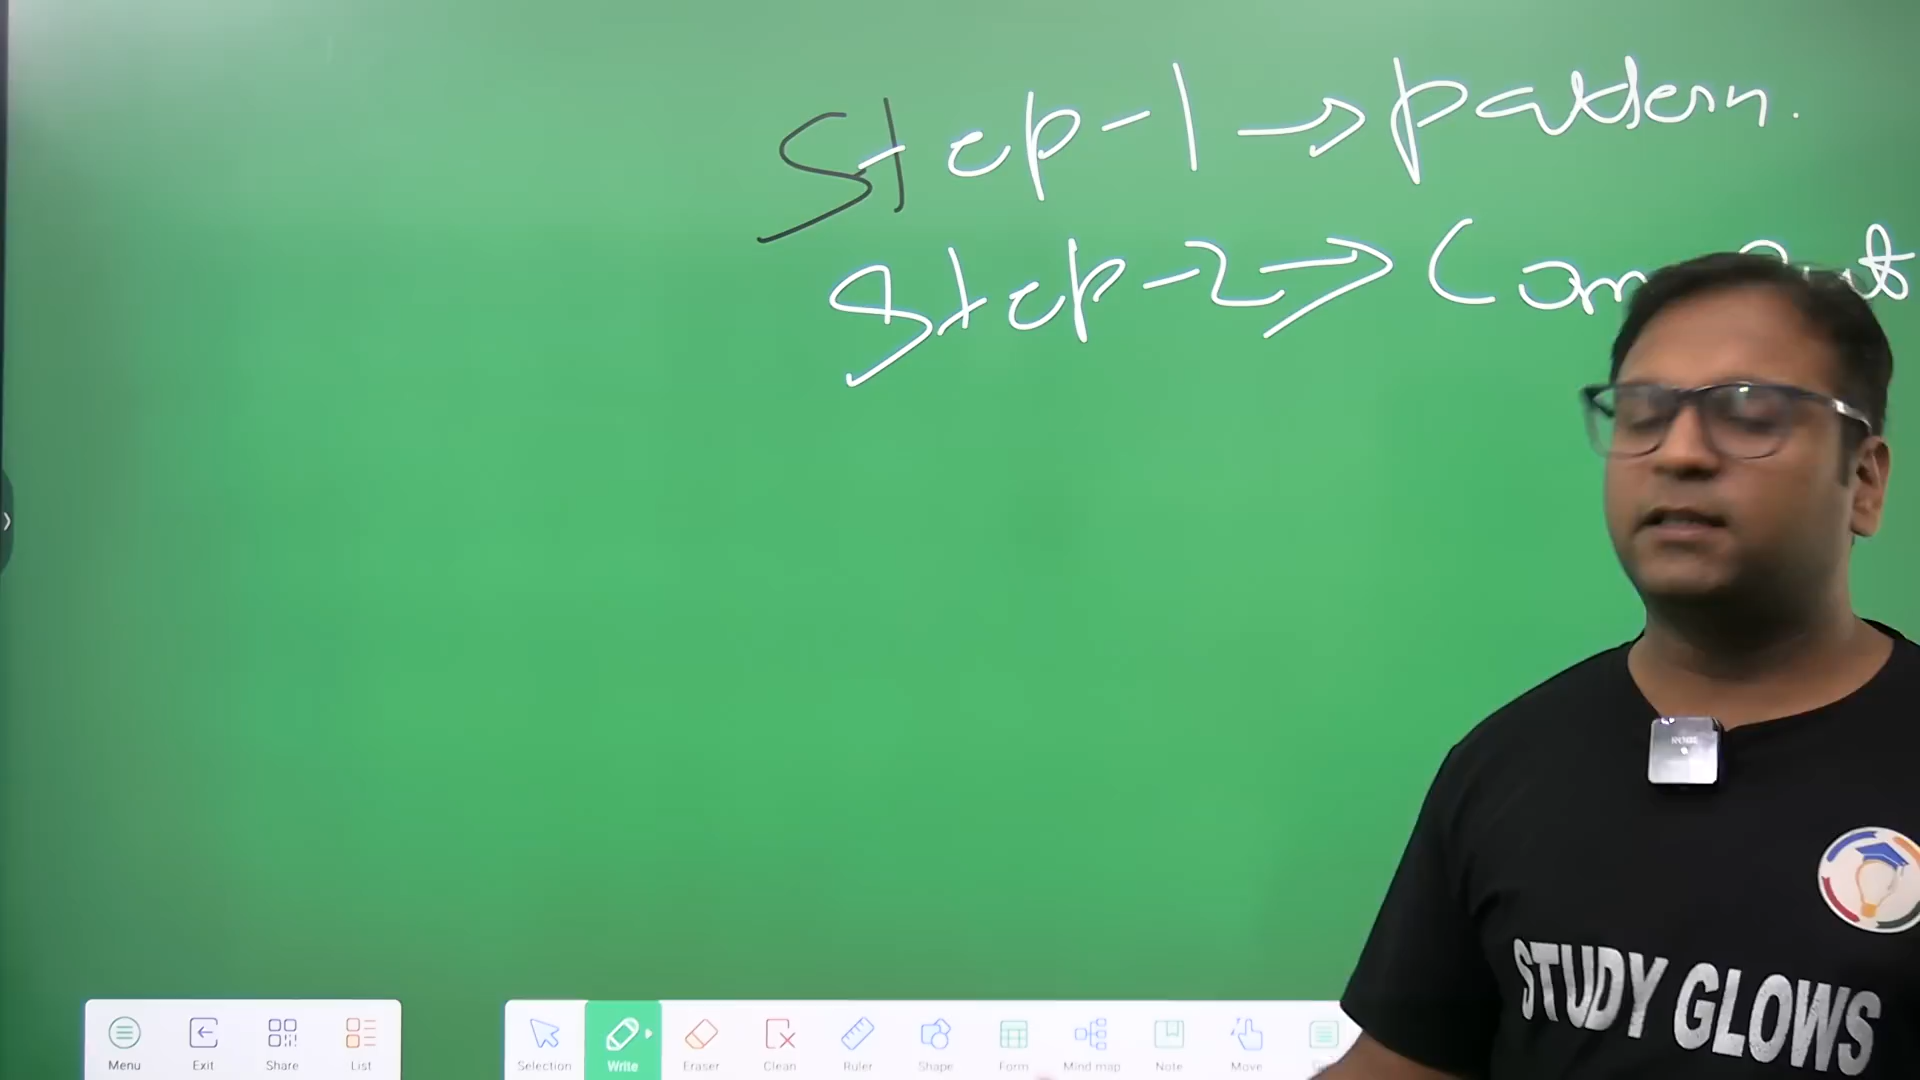 Step-1 → pattern.
Step-2 →
STUDY GLOWS
Menu
Exit
Share
List
Selection
Write
Eraser
Clean
Ruler
Shape
Form
Mind map
Note
Move